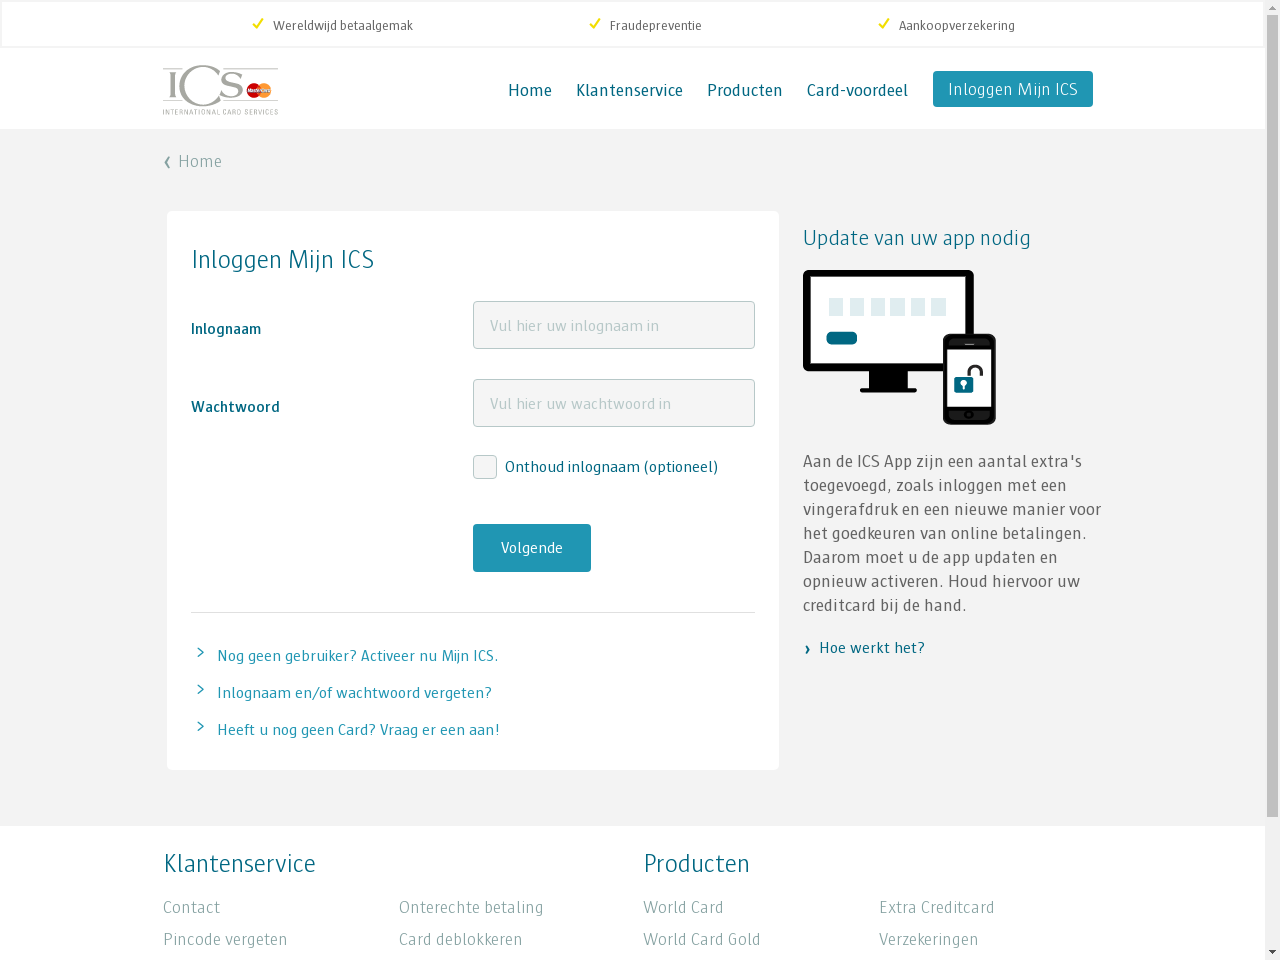 Wereldwijd betaalgemak
Fraudepreventie
Aankoopverzekering
ICS
MasterCard
INTERNATIONAL CARD SERVICES
Home
Klantenservice
Producten
Card-voordeel
Inloggen Mijn ICS
Home
Inloggen Mijn ICS
Inlognaam
Vul hier uw inlognaam in
Wachtwoord
Vul hier uw wachtwoord in
Onthoud inlognaam (optioneel)
Volgende
Nog geen gebruiker? Activeer nu Mijn ICS.
Inlognaam en/of wachtwoord vergeten?
Heeft u nog geen Card? Vraag er een aan!
Update van uw app nodig
Aan de ICS App zijn een aantal extra's
toegevoegd, zoals inloggen met een
vingerafdruk en een nieuwe manier voor
het goedkeuren van online betalingen.
Daarom moet u de app updaten en
opnieuw activeren. Houd hiervoor uw
creditcard bij de hand.
Hoe werkt het?
Klantenservice
Contact
Onterechte betaling
Pincode vergeten
Card deblokkeren
Producten
World Card
Extra Creditcard
World Card Gold
Verzekeringen